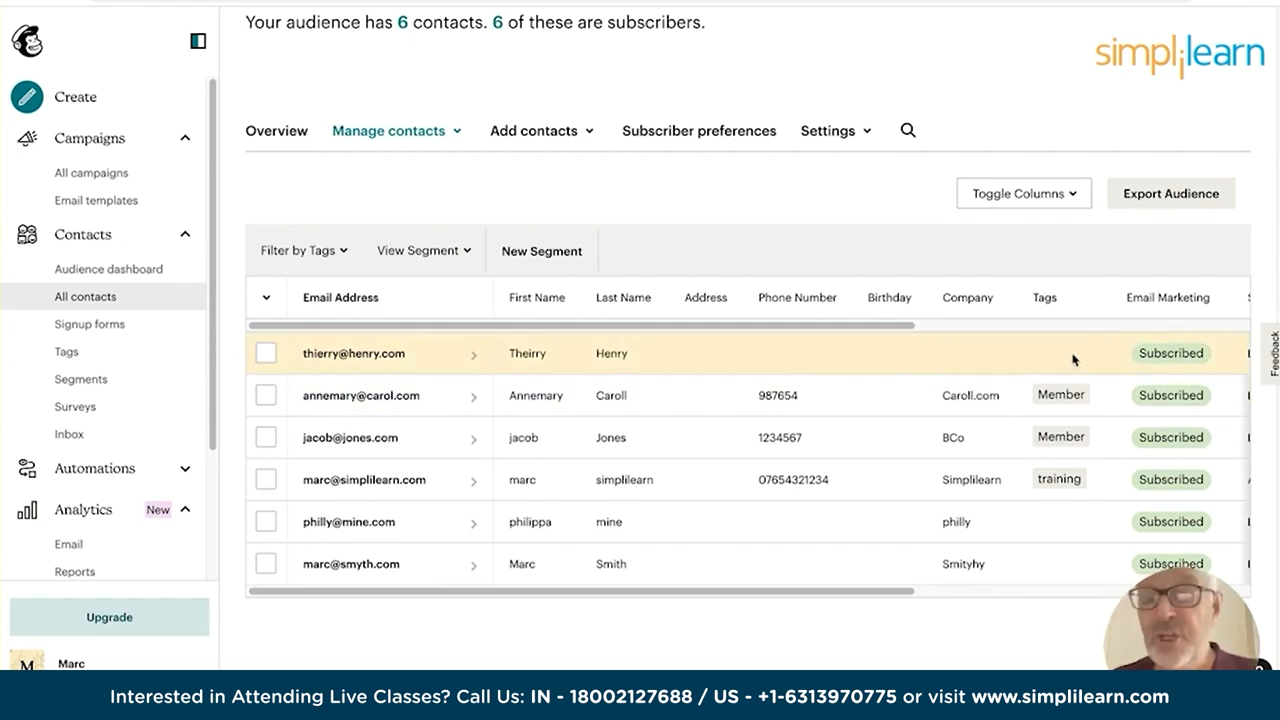 Your audience has 6 contacts. 6 of these are subscribers.
simplilearn
Create
Campaigns
All campaigns
Email templates
Contacts
Audience dashboard
All contacts
Signup forms
Tags
Segments
Surveys
Inbox
Automations
Analytics New
Email
Reports
Upgrade
M Marc
Overview Manage contacts Add contacts Subscriber preferences Settings
Toggle Columns Export Audience
Filter by Tags View Segment New Segment
Email Address First Name Last Name Address Phone Number Birthday Company Tags Email Marketing
thierry@henry.com Theirry Henry Subscribed
annemary@carol.com Annemary Caroll 987654 Caroll.com Member Subscribed
jacob@jones.com jacob Jones 1234567 BCo Member Subscribed
marc@simplilearn.com marc simplilearn 07654321234 Simplilearn training Subscribed
philly@mine.com philippa mine philly Subscribed
marc@smyth.com Marc Smith Smityhy Subscribed
Feedback
Interested in Attending Live Classes? Call Us: IN - 18002127688 / US - +1-6313970775 or visit www.simplilearn.com